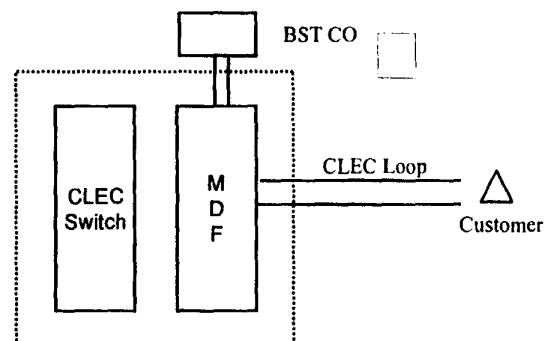 BST CO
CLEC Loop
CLEC
Switch
M
D
F
Customer